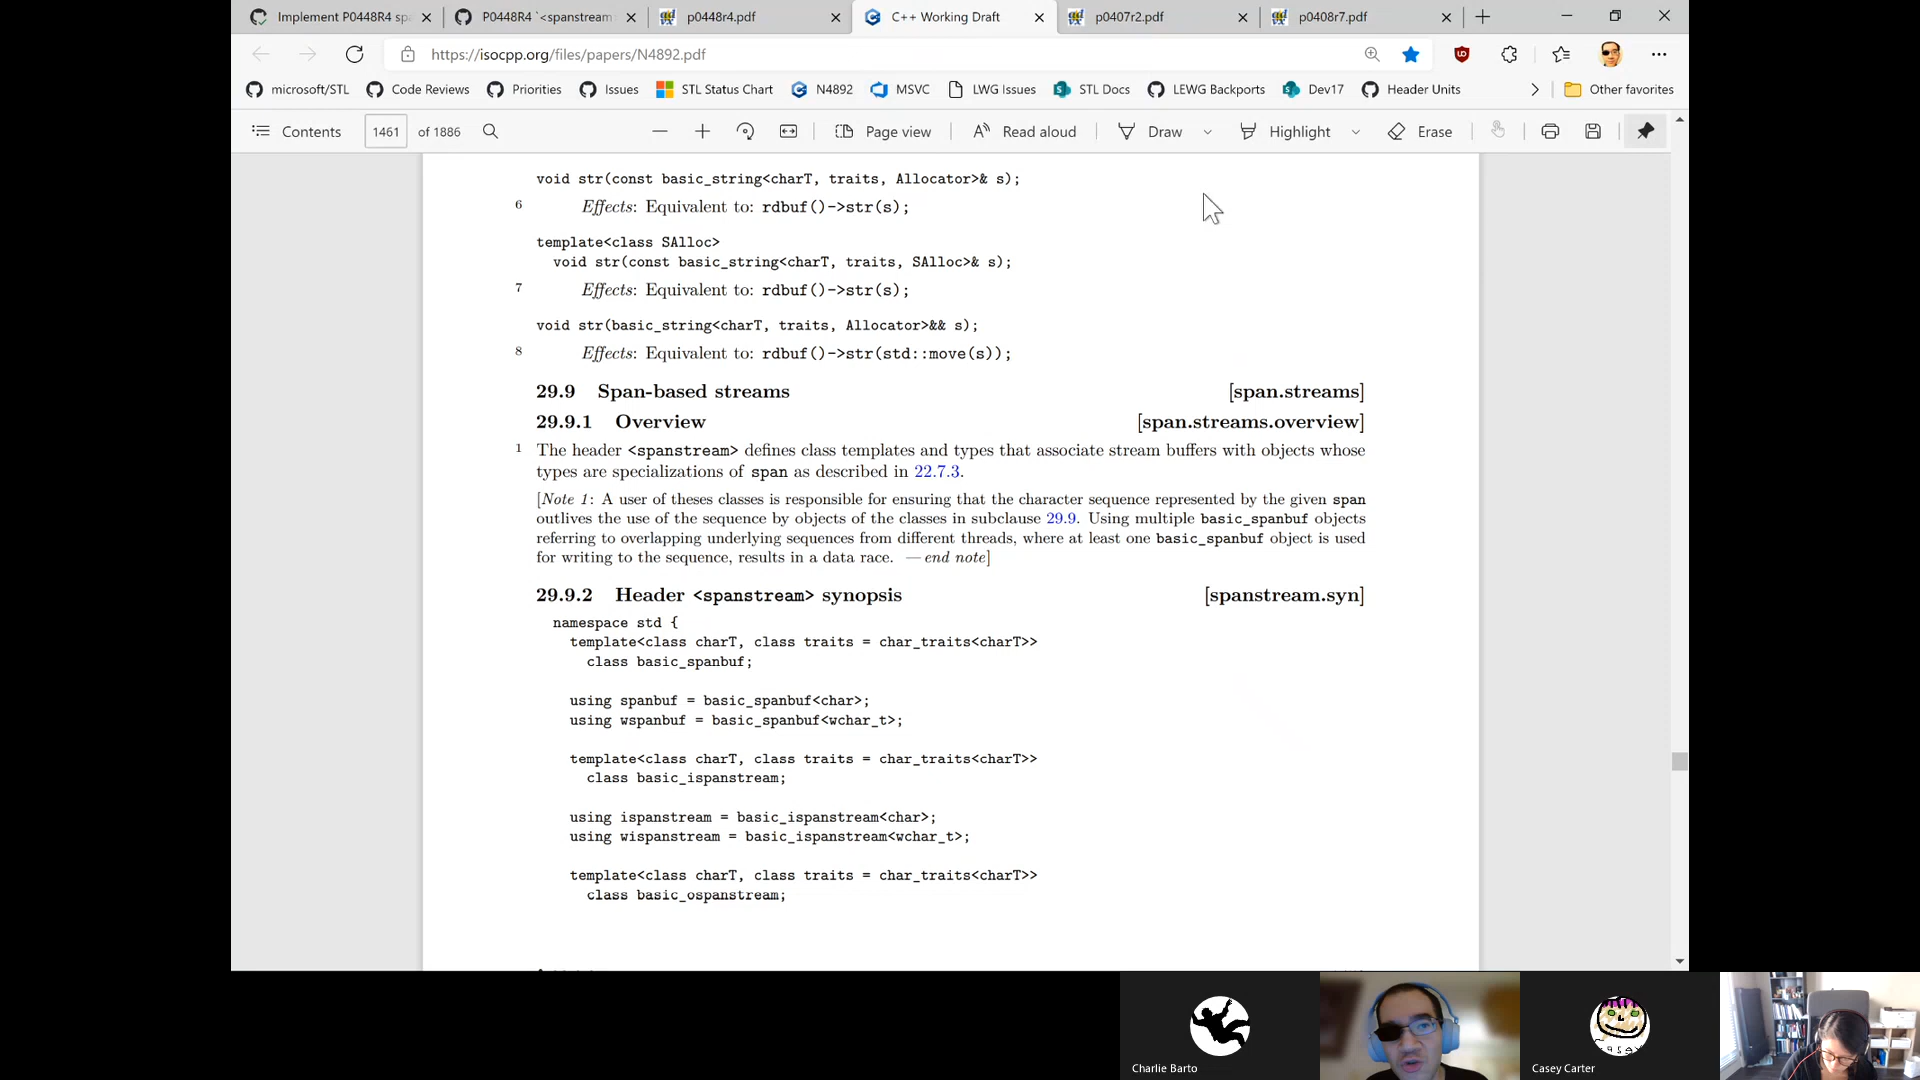 Implement P0448R4 sp
P0448R4 `<spanstream
p0448r4.pdf
C++ Working Draft
p0407r2.pdf
p0408r7.pdf
https://isocpp.org/files/papers/N4892.pdf
microsoft/STL
Code Reviews
Priorities
Issues
STL Status Chart
N4892
MSVC
LWG Issues
STL Docs
LEWG Backports
Dev17
Header Units
Other favorites
Contents
1461
of 1886
Page view
Read aloud
Draw
Highlight
Erase
void str(const basic_string<charT, traits, Allocator>& s);
6 Effects: Equivalent to: rdbuf()->str(s);
template<class SAlloc>
void str(const basic_string<charT, traits, SAlloc>& s);
7 Effects: Equivalent to: rdbuf()->str(s);
void str(basic_string<charT, traits, Allocator>&& s);
8 Effects: Equivalent to: rdbuf()->str(std::move(s));
29.9 Span-based streams [span.streams]
29.9.1 Overview [span.streams.overview]
1 The header <spanstream> defines class templates and types that associate stream buffers with objects whose
types are specializations of span as described in 22.7.3.
[Note 1: A user of theses classes is responsible for ensuring that the character sequence represented by the given span
outlives the use of the sequence by objects of the classes in subclause 29.9. Using multiple basic_spanbuf objects
referring to overlapping underlying sequences from different threads, where at least one basic_spanbuf object is used
for writing to the sequence, results in a data race. — end note]
29.9.2 Header <spanstream> synopsis [spanstream.syn]
namespace std {
template<class charT, class traits = char_traits<charT>>
class basic_spanbuf;
using spanbuf = basic_spanbuf<char>;
using wspanbuf = basic_spanbuf<wchar_t>;
template<class charT, class traits = char_traits<charT>>
class basic_ispanstream;
using ispanstream = basic_ispanstream<char>;
using wispanstream = basic_ispanstream<wchar_t>;
template<class charT, class traits = char_traits<charT>>
class basic_ospanstream;
Charlie Barto
Casey Carter